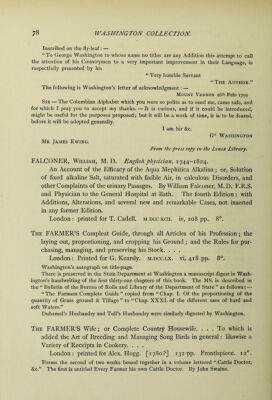 78 WASHINGTON COLLECTION.
Inscribed on the fly-leaf: —
"To George Washington to whose name no titles are any Addition this attempt to call
the attention of his Countrymen to a very important improvement in their Language, is
respectfully presented by his
"Very humble Servant
"THE AUTHOR."
The following is Washington's letter of acknowledgment: —
MOUNT VERNON 26th Feby 1799
SIR — The Columbian Alphabet which you were so polite as to send me, came safe, and
for which I pray you to accept my thanks. — It is curious, and if it could be introduced,
might be useful for the purposes proposed; but it will be a work of time, it is to be feared,
before it will be adopted generally.
I am Sir &c.
Go WASHINGTON
MR JAMES EWING.
From the press copy to the Lenox Library.
FALCONER, WILLIAM, M. D. English physician, 1744-1824.
An Account of the Efficacy of the Aqua Mephitica Alkalina; or, Solution
of fixed alkaline Salt, saturated with fixible Air, in calculous Disorders, and
other Complaints of the urinary Passages. By William Falconer, M.D. F.R.S.
and Physician to the General Hospital at Bath. The fourth Edition: with
Additions, Alterations, and several new and remarkable Cases, not inserted
in any former Edition.
London: printed for T. Cadell. M DCC XCII. iv, 208 pp. 8°.
THE FARMER'S Compleat Guide, through all Articles of his Profession; the
laying out, proportioning, and cropping his Ground; and the Rules for pur-
chasing, managing, and preserving his Stock. . . .
London: Printed for G. Kearsly. M.DCC.LX. vi, 418 pp. 8°.
Washington's autograph on title-page.
There is preserved in the State Department at Washington a manuscript digest in Wash-
ington's handwriting of the first thirty-one chapters of this book. The MS. is described in
the "Bulletin of the Bureau of Rolls and Library of the Department of State" as follows: —
"The Farmers Complete Guide" copied from "Chap. I. Of the proportioning of the
quantity of Grass ground & Tillage" to "Chap. XXXI. of the different uses of hard and
soft Waters."
Duhamel's Husbandry and Tull's Husbandry were similarly digested by Washington.
THE FARMER'S Wife; or Complete Country Housewife. . . . To which is
added the Art of Breeding and Managing Song Birds in general: likewise a
Variety of Receipts in Cookery. . . .
London: printed for Alex. Hogg. [1780?] 132 pp. Frontispiece. 12°.
Forms the second of two works bound together in a volume lettered "Cattle Doctor,
&c." The first is entitled Every Farmer his own Cattle Doctor. By John Swaine.